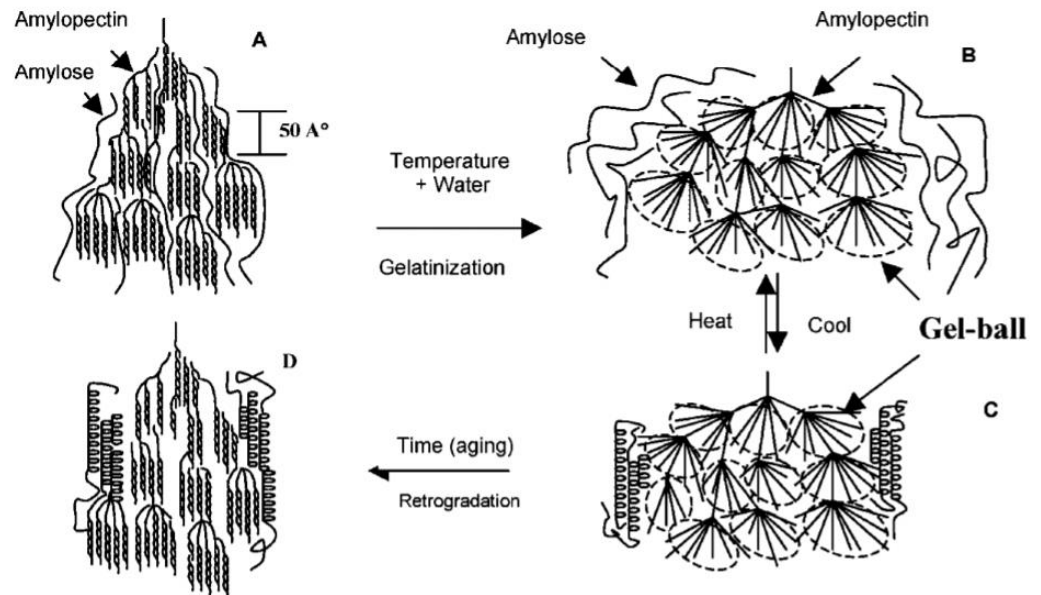 Amylopectin
Amylose
A
50 A°
Temperature
+ Water
Gelatinization
Amylose
Amylopectin
B
Heat
Cool
Gel-ball
D
Time (aging)
Retrogradation
C